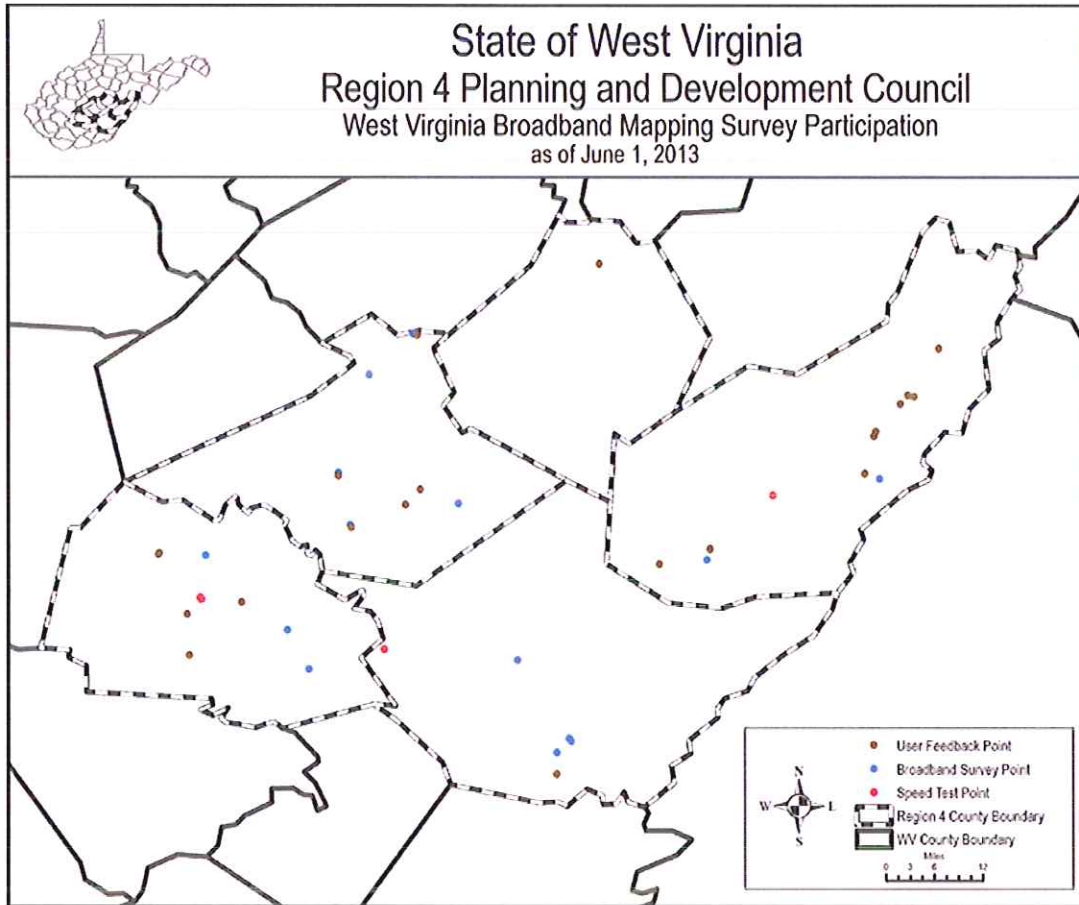 State of West Virginia
Region 4 Planning and Development Council
West Virginia Broadband Mapping Survey Participation
as of June 1, 2013
User Feedback Point
Broadband Survey Point
Speed Test Point
Region 4 County Boundary
WV County Boundary
Miles
0 3 6 12
N
W E
S